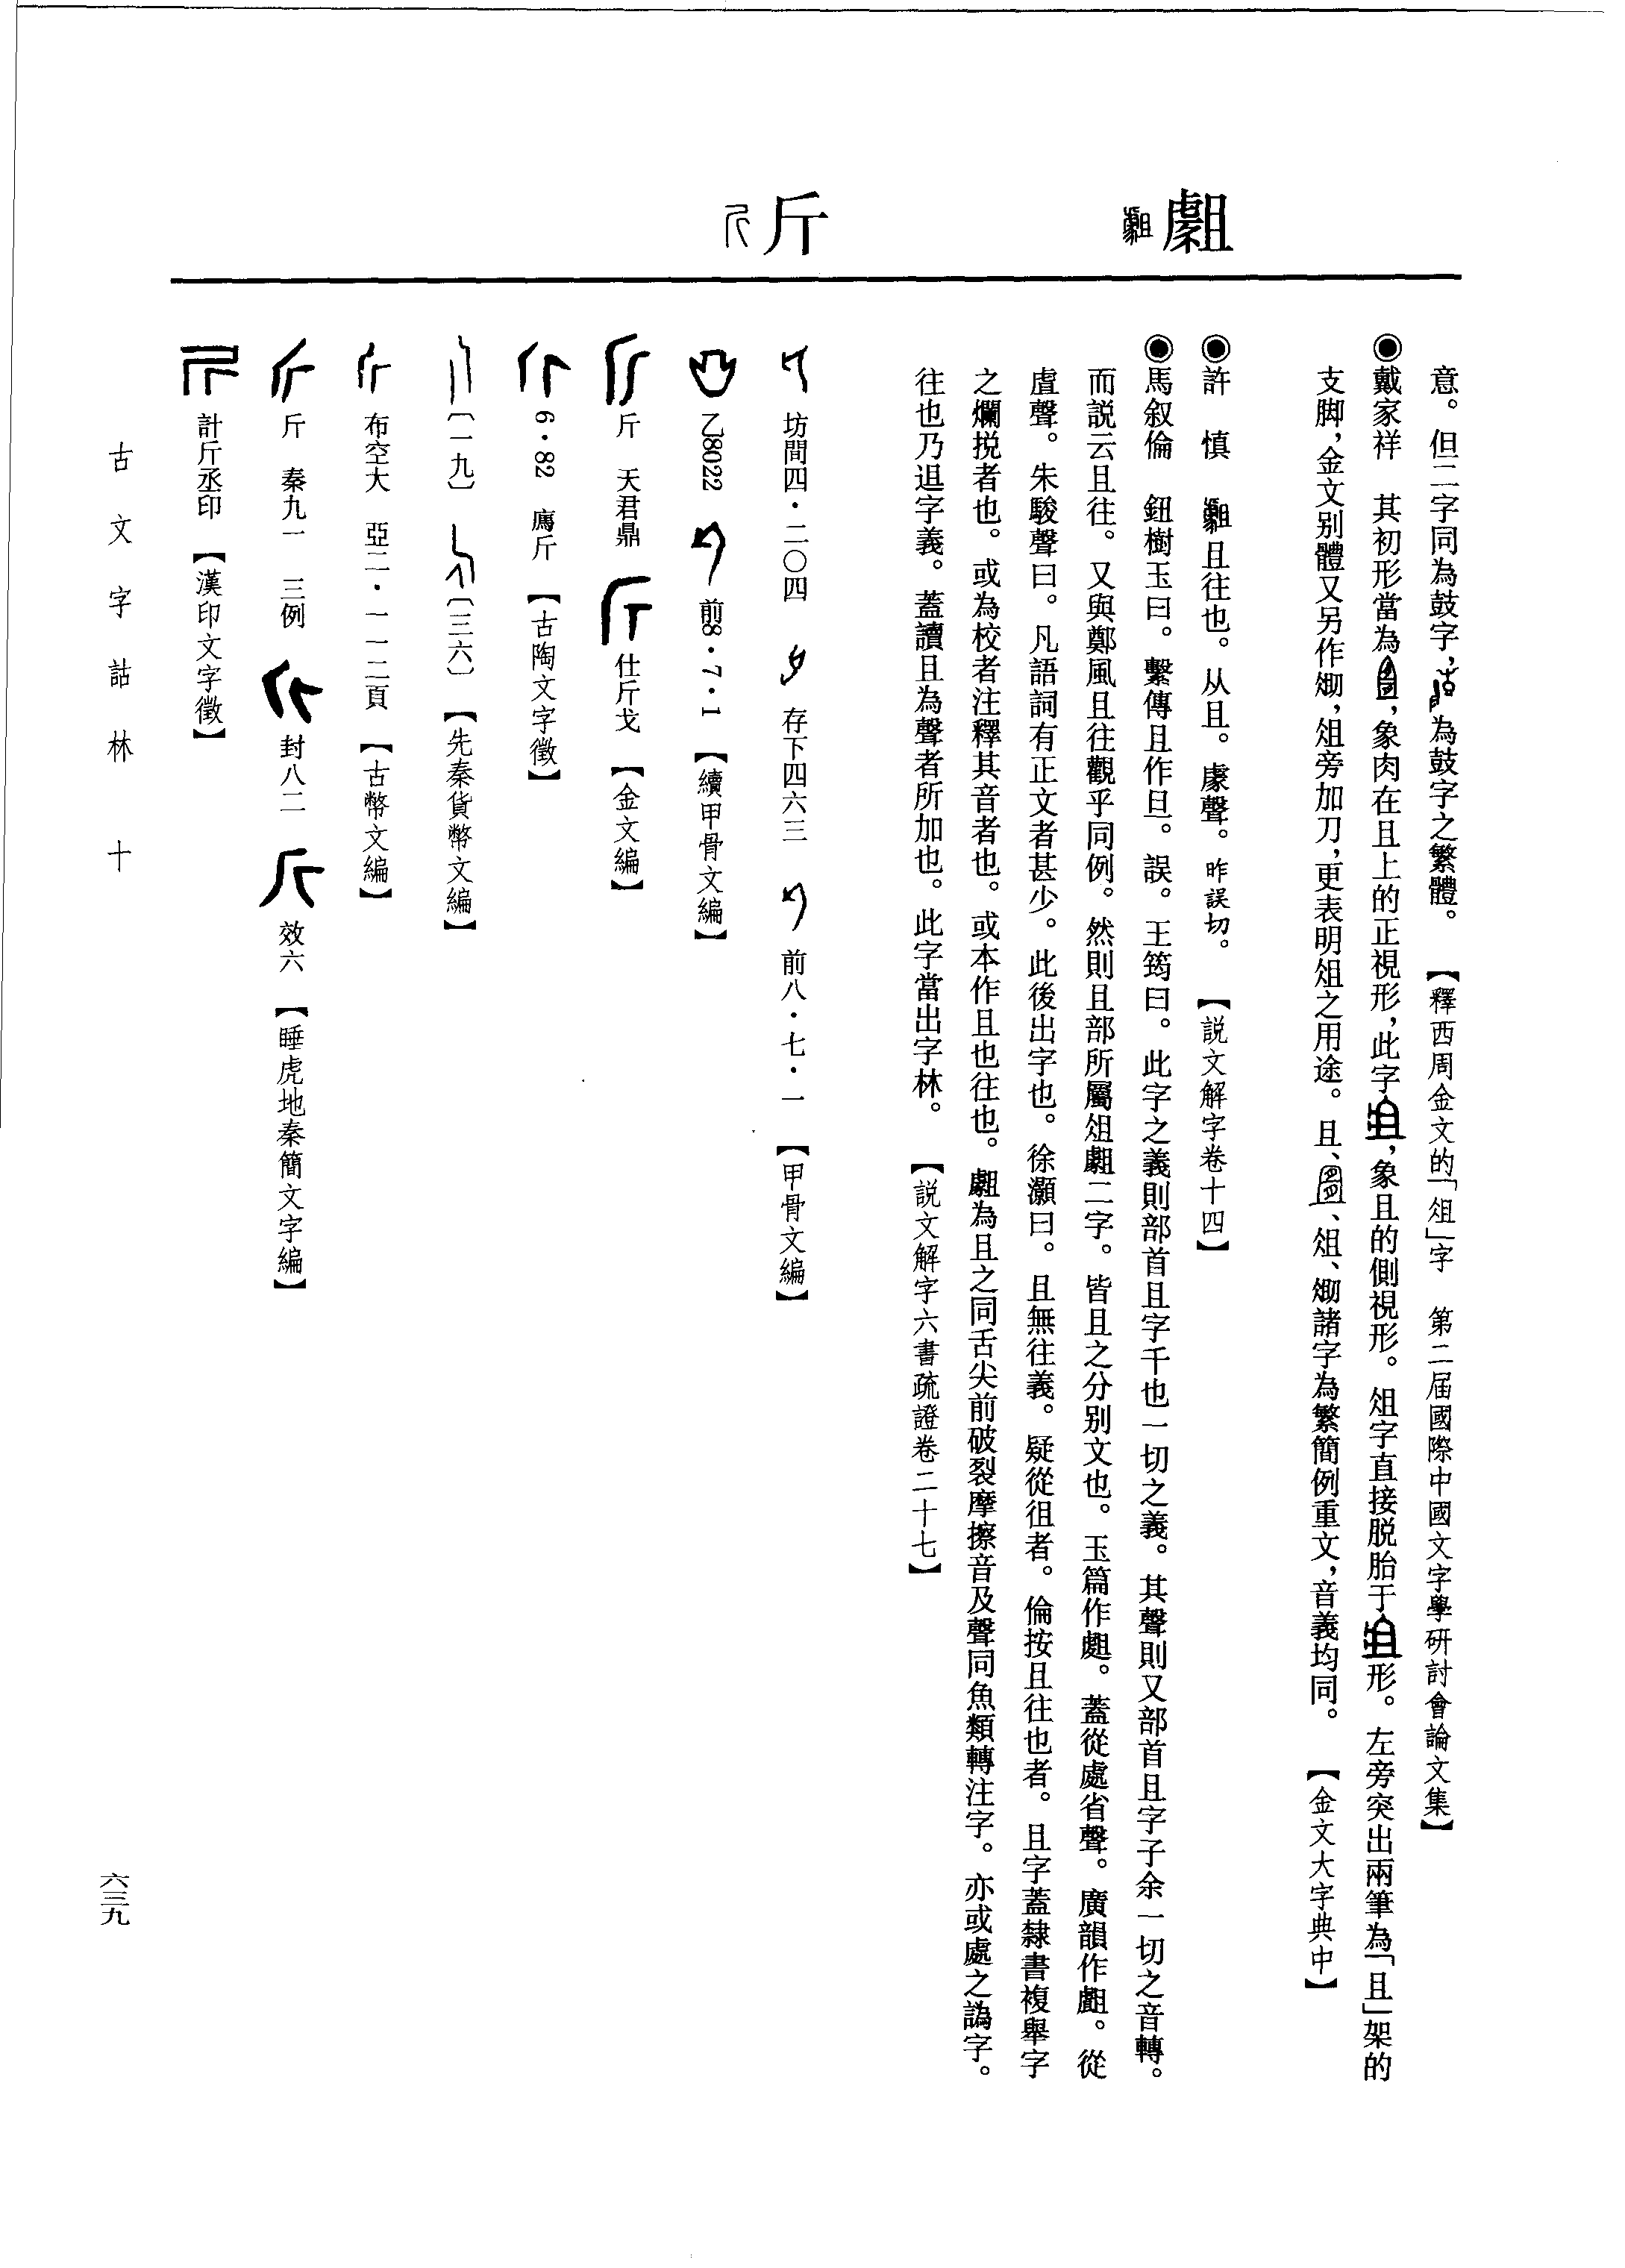 斤
意。但二字同為鼓字，為鼓字之繁體。【釋西周金文的「俎」字　第二届國際中國文字學研討會論文集】
◉戴家祥　其初形當為，象肉在且上的正視形，此字，象且的側視形。俎字直接脱胎于形。左旁突出兩筆為「且」架的
支脚，金文别體又另作，俎旁加刀，更表明俎之用途。且、、俎、諸字為繁簡例重文，音義均同。【金文大字典中】
◉許　慎　且往也。从且。豦聲。昨誤切。【説文解字卷十四】
◉馬叙倫　鈕樹玉曰。繫傳且作旦。誤。王筠曰。此字之義則部首且字千也一切之義。其聲則又部首且字子余一切之音轉。
而説云且往。又與鄭風且往觀乎同例。然則且部所屬俎二字。皆且之分别文也。玉篇作。蓋從處省聲。廣韻作。從
虘聲。朱駿聲曰。凡語詞有正文者甚少。此後出字也。徐灝曰。且無往義。疑從徂者。倫按且往也者。且字蓋隸書複舉字
之爛挩者也。或為校者注釋其音者也。或本作且也往也。為且之同舌尖前破裂摩擦音及聲同魚類轉注字。亦或處之譌字。
往也乃䢐字義。蓋讀且為聲者所加也。此字當出字林。【説文解字六書疏證卷二十七】
坊間四・二〇四　存下四六三　前八・七・一【甲骨文編】
乙8022　前8・7・1【續甲骨文編】
斤　天君鼎　仕斤戈【金文編】
6・82　斤【古陶文字徵】
〔一九〕　〔三六〕【先秦貨幣文編】
布空大　亞二・一一二頁【古幣文編】
斤　秦九一　三例　封八二　效六【睡虎地秦簡文字編】
計斤丞印【漢印文字徵】
古文字詁林　十
六三九